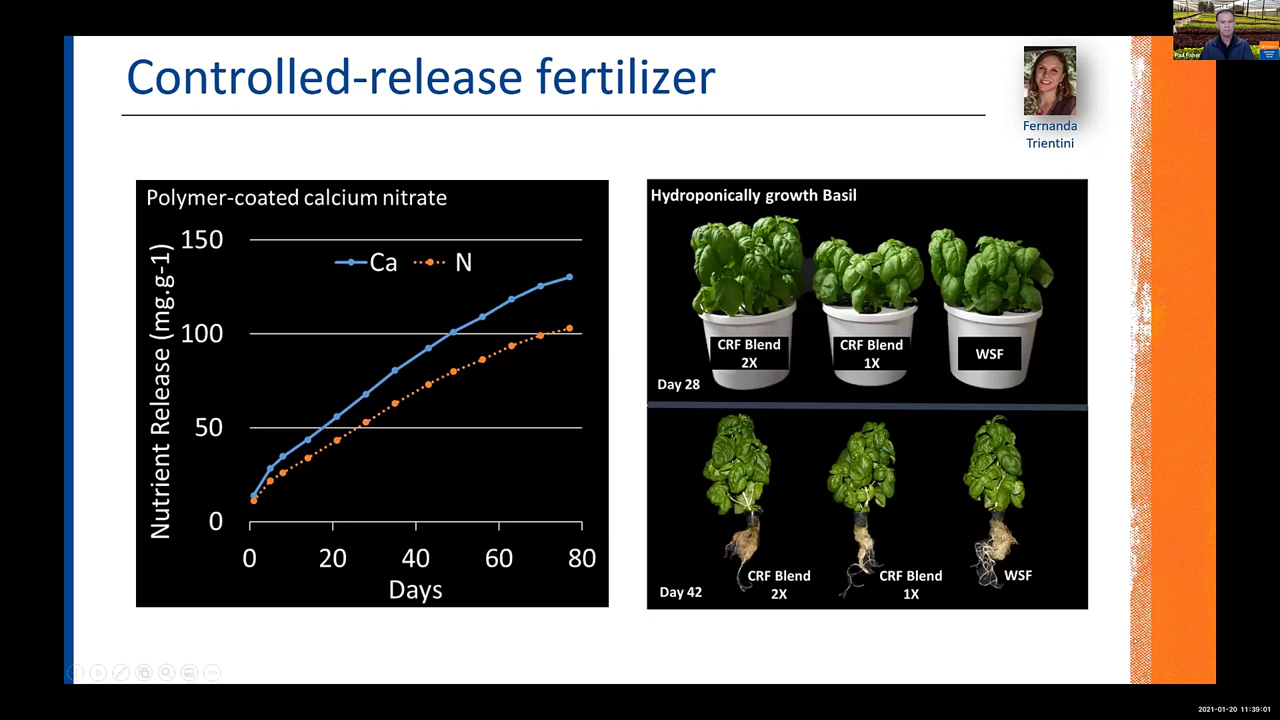 Paul Fisher
Controlled-release fertilizer
Fernanda
Trientini
Polymer-coated calcium nitrate
Nutrient Release (mg.g-1)
150
100
50
0
Ca
N
0 20 40 60 80
Days
Hydroponically growth Basil
CRF Blend
2X
CRF Blend
1X
WSF
Day 28
CRF Blend
2X
CRF Blend
1X
WSF
Day 42
2021-01-20 11:39:01